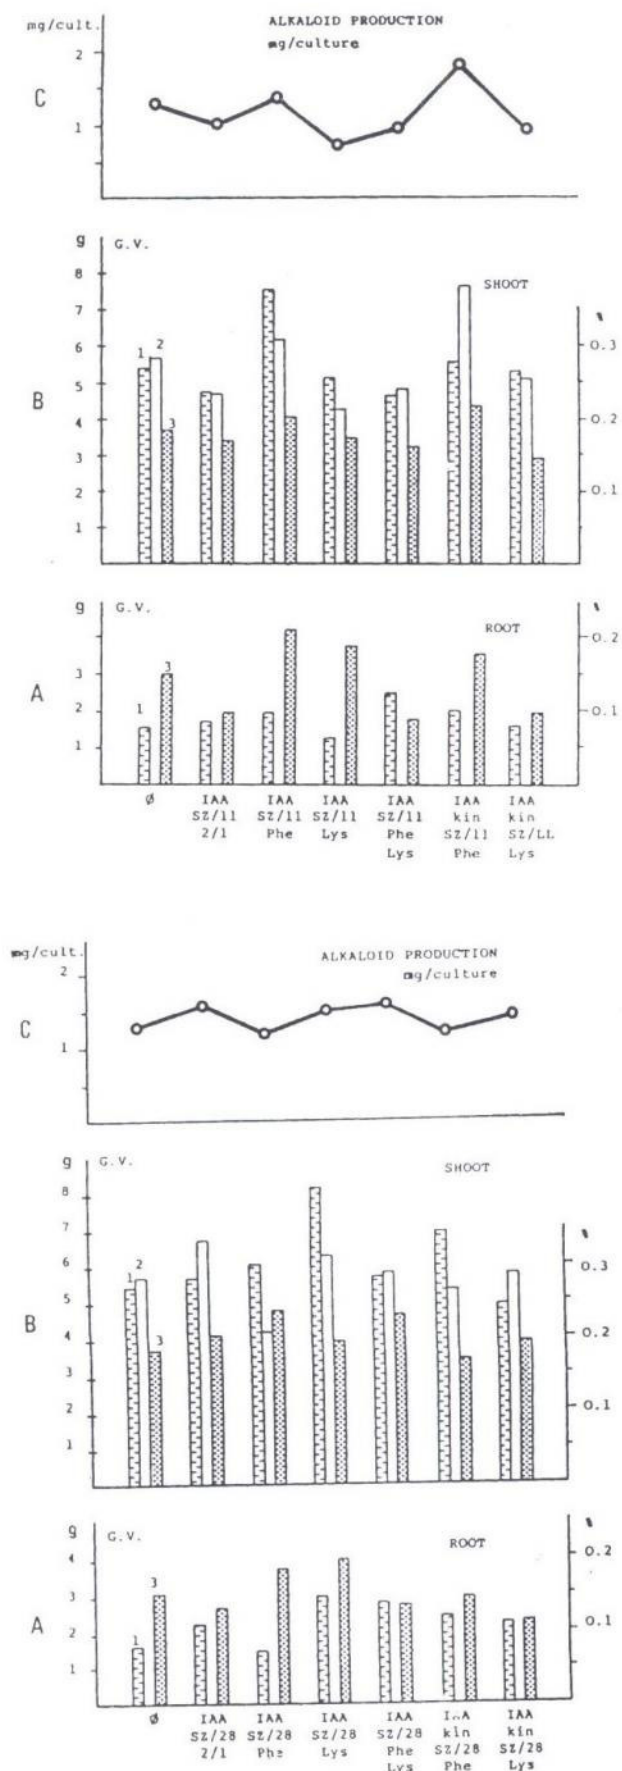 mg/cult.
ALKALOID PRODUCTION
mg/culture
2
C
1
g
G.V.
8
SHOOT
7
6
1 2
0.3
5
B
4
3
0.2
3
2
0.1
1
g
G.V.
ROOT
0.2
3
3
A
2
1
0.1
1
Ø IAA IAA IAA IAA IAA IAA
SZ/11 SZ/11 SZ/11 SZ/11 kin kin
2/1 Phe Lys Phe SZ/11 SZ/LL
Lys Phe Lys
mg/cult.
ALKALOID PRODUCTION
mg/culture
2
C
1
g
G.V.
SHOOT
8
7
6
1 2
0.3
5
B
4
3
0.2
3
2
0.1
1
g
G.V.
ROOT
4
0.2
3
3
A
2
1
0.1
1
Ø IAA IAA IAA IAA IAA IAA
SZ/28 SZ/28 SZ/28 SZ/28 kin kin
2/1 Phe Lys Phe SZ/28 SZ/28
Lys Phe Lys